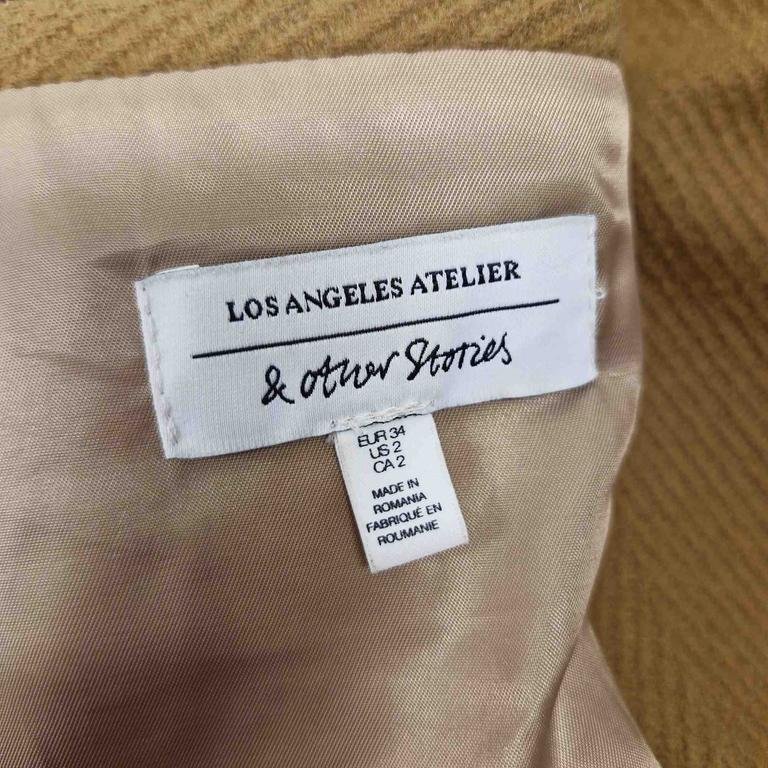 LOS ANGELES ATELIER
& other Stories
EUR 34
US 2
CA 2
MADE IN
ROMANIA
FABRIQUÉ EN
ROUMANIE